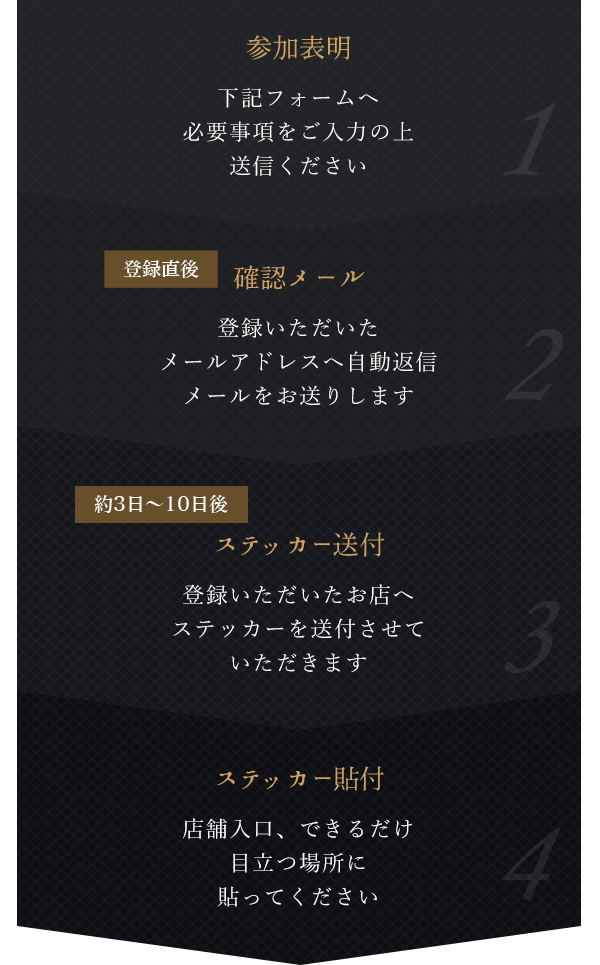 参加表明
下記フォームへ
必要事項をご入力の上
送信ください
1
登録直後
確認メール
登録いただいた
メールアドレスへ自動返信
メールをお送りします
2
約3日〜10日後
ステッカー送付
登録いただいたお店へ
ステッカーを送付させて
いただきます
3
ステッカー貼付
店舗入口、できるだけ
目立つ場所に
貼ってください
4